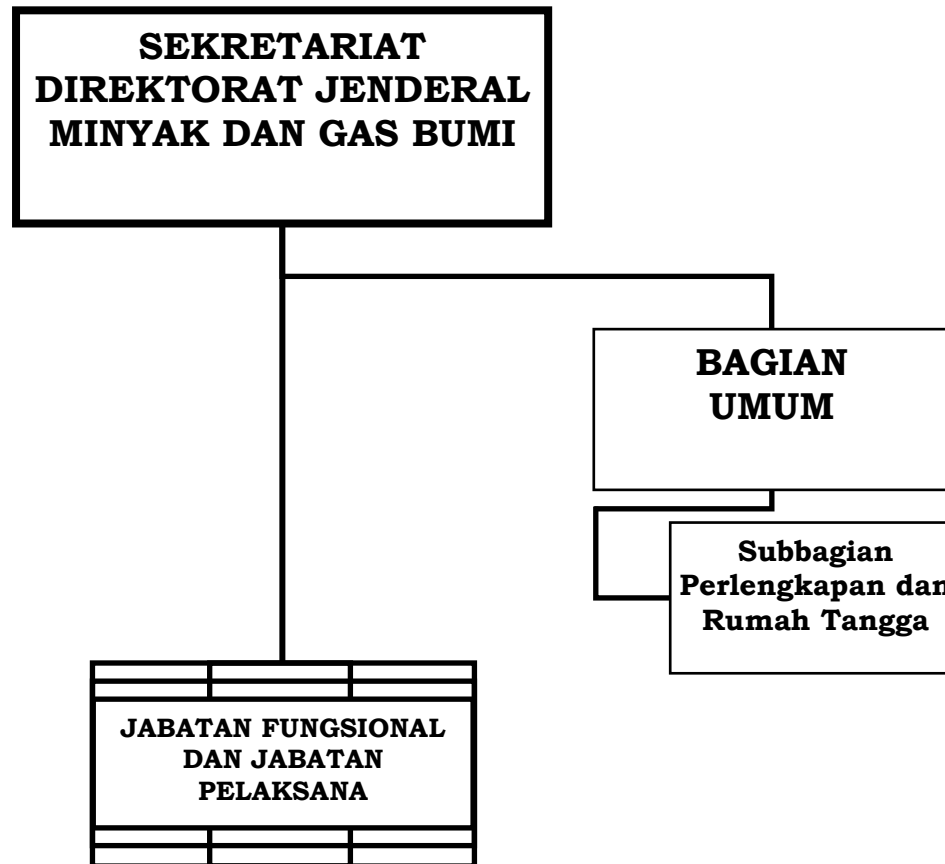 SEKRETARIAT
DIREKTORAT JENDERAL
MINYAK DAN GAS BUMI
BAGIAN
UMUM
Subbagian
Perlengkapan dan
Rumah Tangga
JABATAN FUNGSIONAL
DAN JABATAN
PELAKSANA